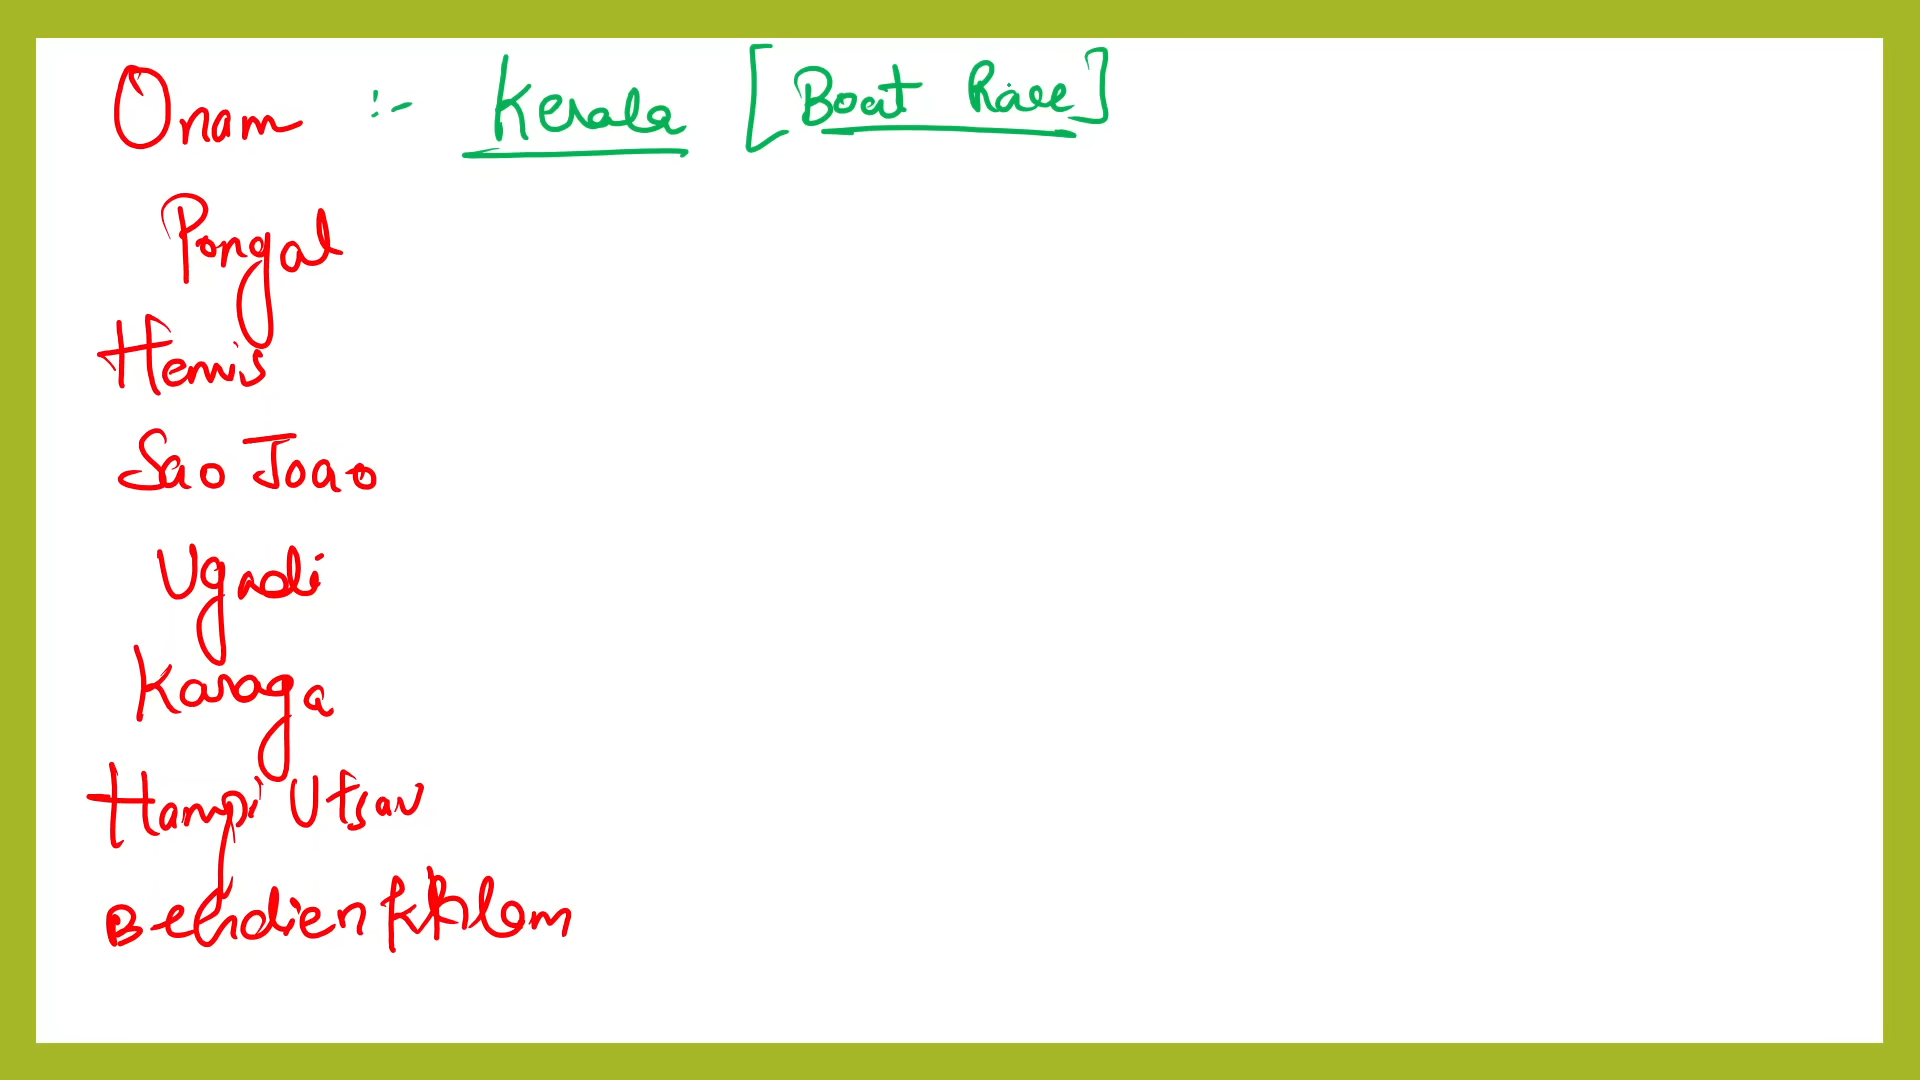 Onam :- Kerala [Boat Race]
Pongal
Hemis
Sao Joao
Ugadi
Karaga
Hampi Utsav
Behdienkhlam